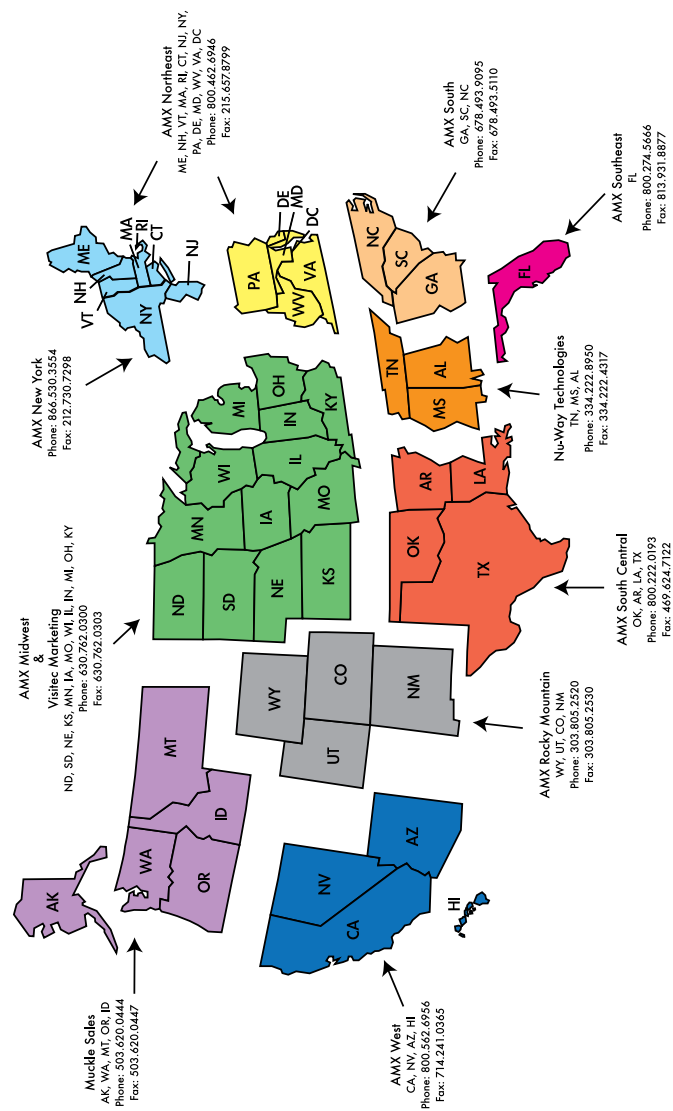 Muckle Sales
AK, WA, MT, OR, ID
Phone: 503.620.0444
Fax: 503.620.0447
AMX Midwest
&
Visitec Marketing
ND, SD, NE, KS, MN, IA, MO, WI, IL, IN, MI, OH, KY
Phone: 630.762.0300
Fax: 630.762.0303
AMX New York
Phone: 866.530.3554
Fax: 212.730.7298
AMX Northeast
ME, NH, VT, MA, RI, CT, NJ, NY,
PA, DE, MD, WV, VA, DC
Phone: 800.462.6946
Fax: 215.657.8799
AK
WA
MT
OR
ID
ND
SD
NE
KS
MN
IA
MO
WI
IL
IN
MI
OH
KY
ME
NH
VT
MA
RI
CT
NY
NJ
PA
DE
MD
DC
WV
VA
WY
UT
CO
NM
NV
CA
AZ
HI
OK
TX
AR
LA
TN
MS
AL
NC
SC
GA
FL
AMX West
CA, NV, AZ, HI
Phone: 800.562.6956
Fax: 714.241.0365
AMX Rocky Mountain
WY, UT, CO, NM
Phone: 303.805.2520
Fax: 303.805.2530
AMX South Central
OK, AR, LA, TX
Phone: 800.222.0193
Fax: 469.624.7122
Nu-Way Technologies
TN, MS, AL
Phone: 334.222.8950
Fax: 334.222.4317
AMX South
GA, SC, NC
Phone: 678.493.9095
Fax: 678.493.5110
AMX Southeast
FL
Phone: 800.274.5666
Fax: 813.931.8877